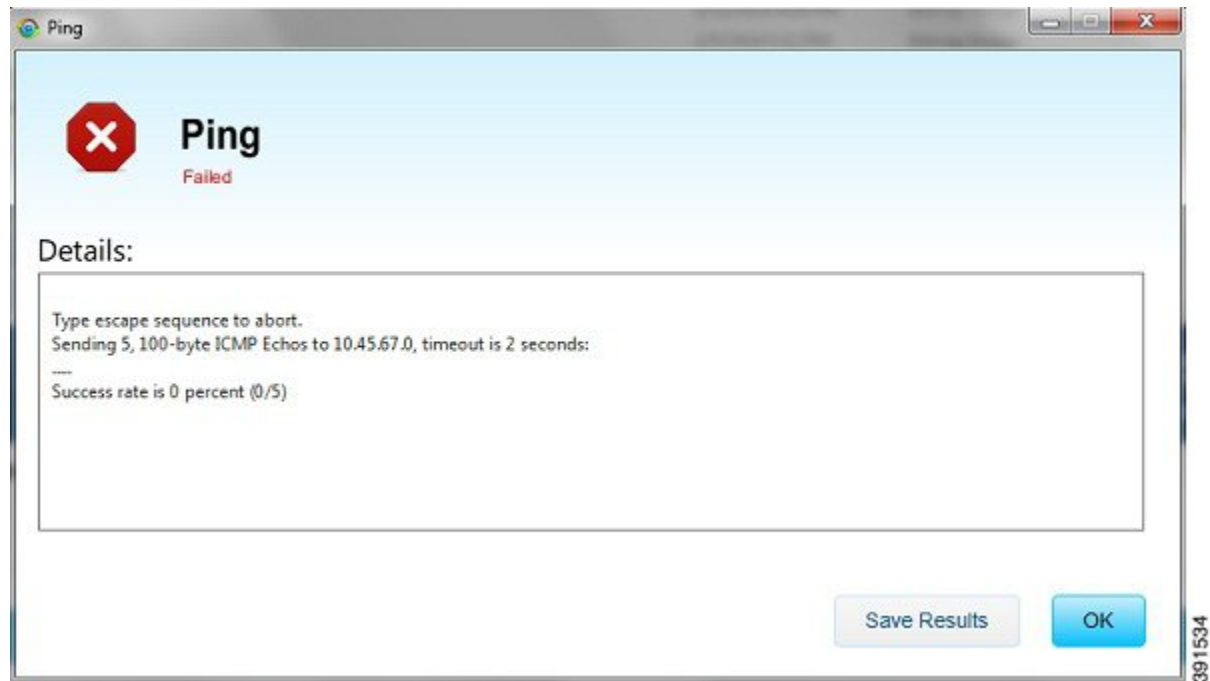 Ping
Ping
Failed
Details:
Type escape sequence to abort.
Sending 5, 100-byte ICMP Echos to 10.45.67.0, timeout is 2 seconds:
.....
Success rate is 0 percent (0/5)
Save Results
OK
391534